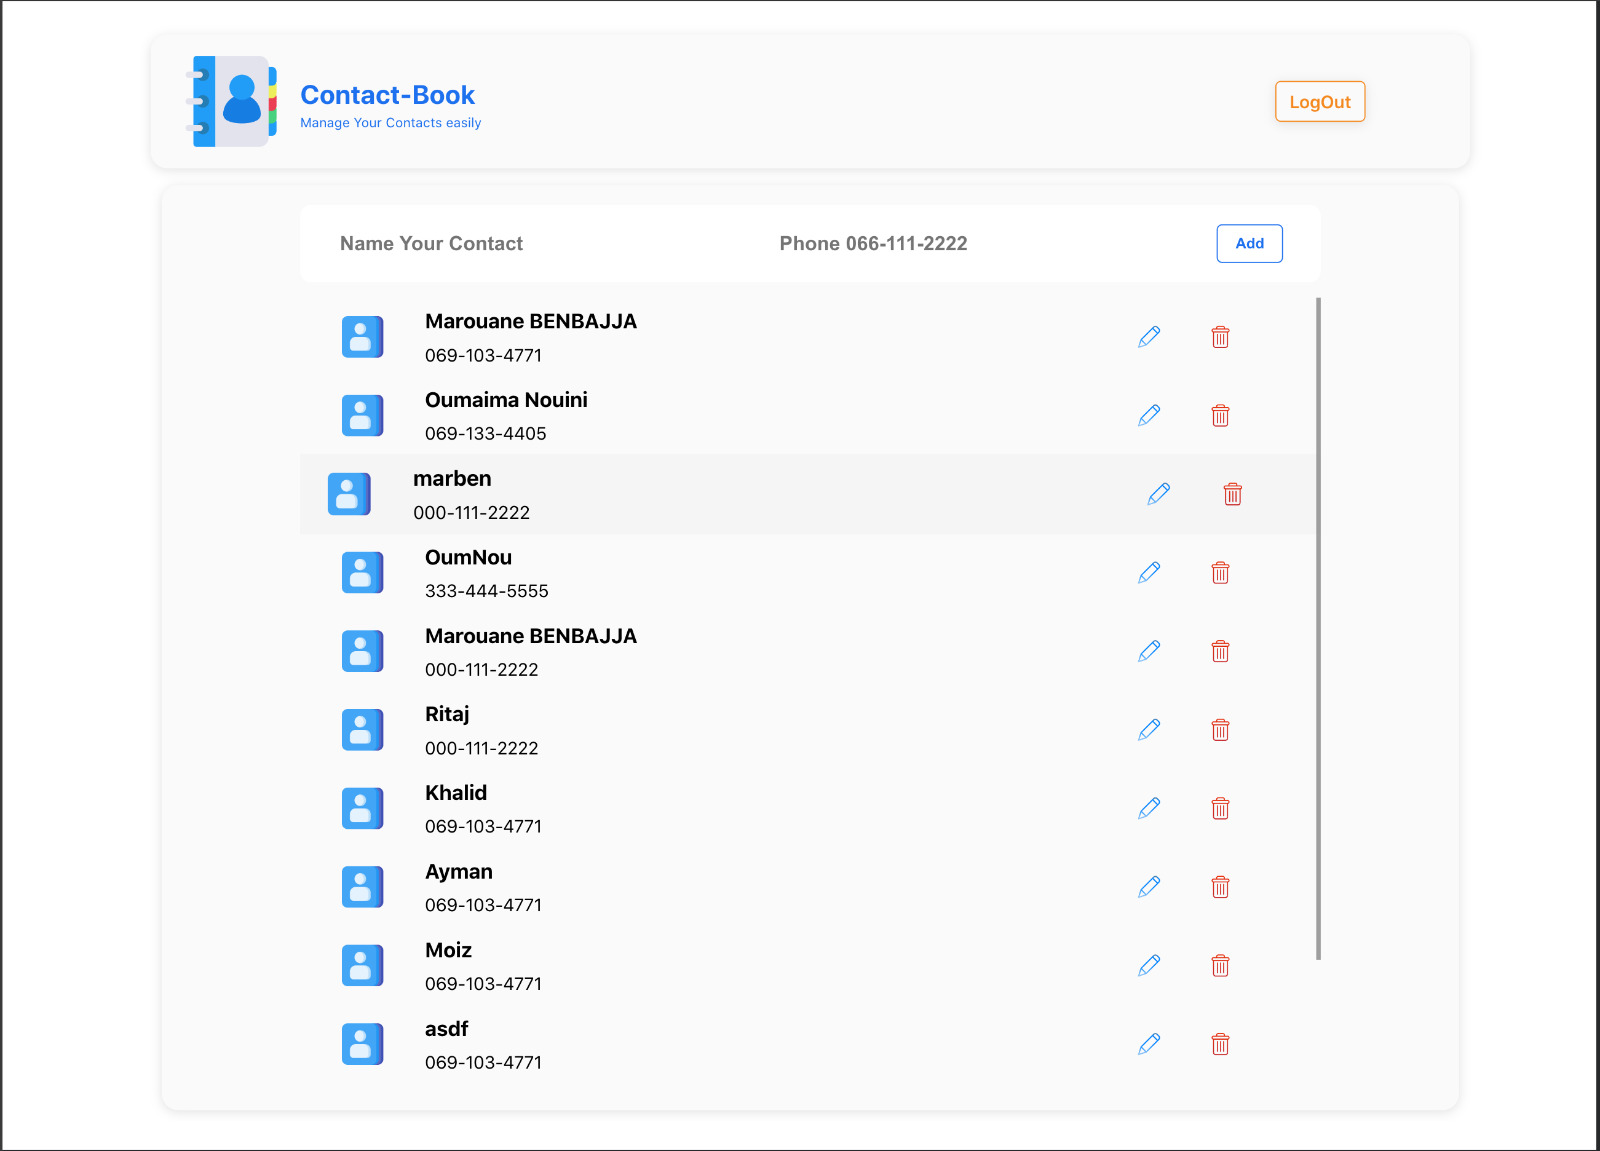 Contact-Book
Manage Your Contacts easily
LogOut
Name Your Contact
Phone 066-111-2222
Add
Marouane BENBAJJA
069-103-4771
Oumaima Nouini
069-133-4405
marben
000-111-2222
OumNou
333-444-5555
Marouane BENBAJJA
000-111-2222
Ritaj
000-111-2222
Khalid
069-103-4771
Ayman
069-103-4771
Moiz
069-103-4771
asdf
069-103-4771